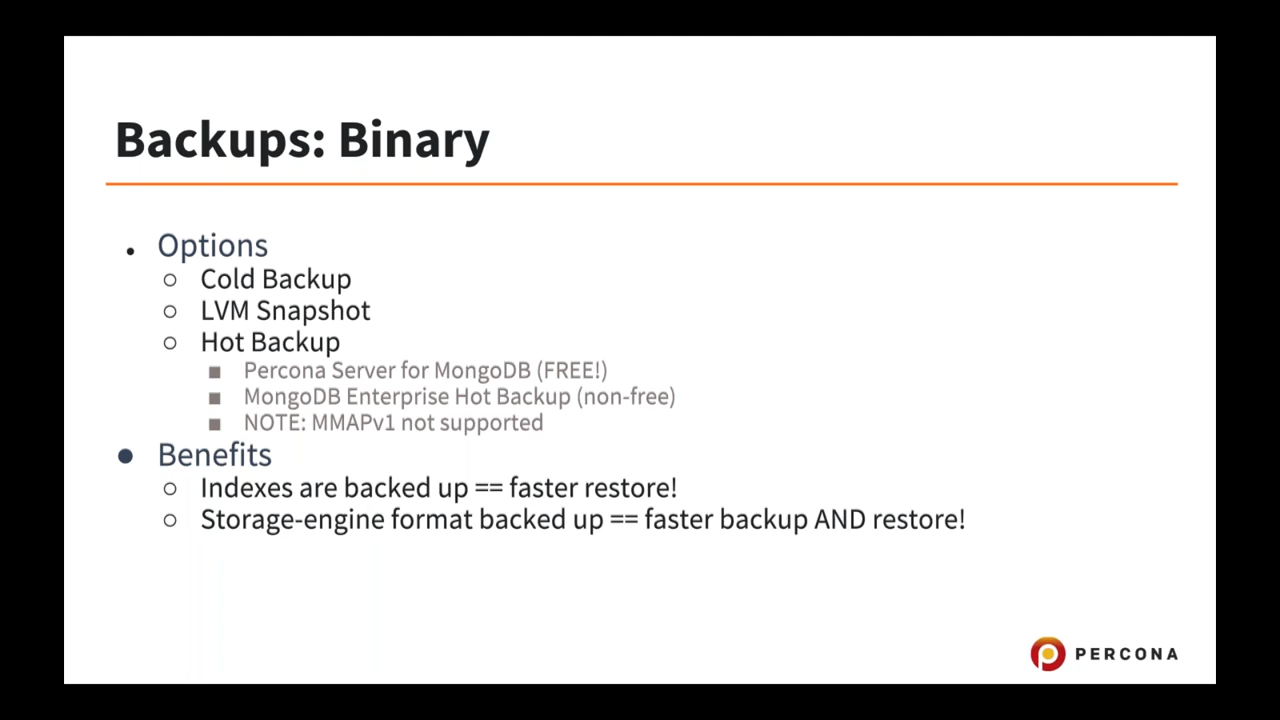 Backups: Binary
• Options
○ Cold Backup
○ LVM Snapshot
○ Hot Backup
■ Percona Server for MongoDB (FREE!)
■ MongoDB Enterprise Hot Backup (non-free)
■ NOTE: MMAPv1 not supported
● Benefits
○ Indexes are backed up == faster restore!
○ Storage-engine format backed up == faster backup AND restore!
PERCONA